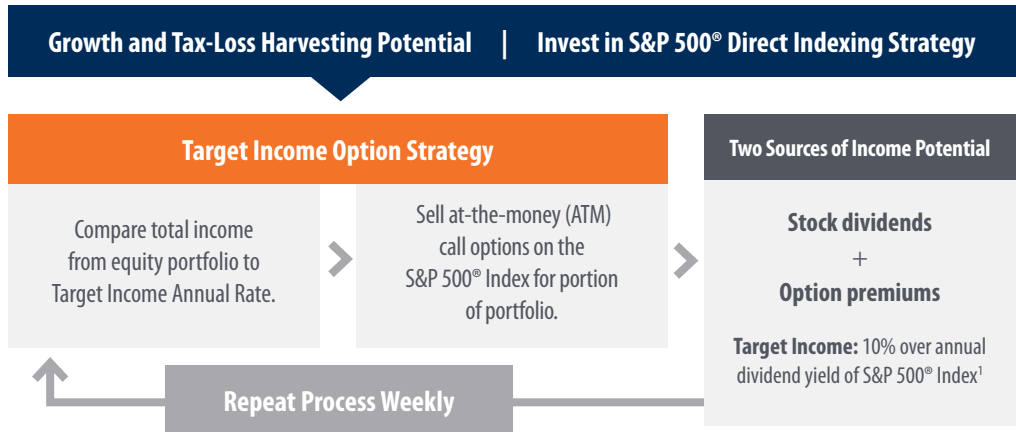 Growth and Tax-Loss Harvesting Potential | Invest in S&P 500® Direct Indexing Strategy
Target Income Option Strategy
Compare total income
from equity portfolio to
Target Income Annual Rate.
Sell at-the-money (ATM)
call options on the
S&P 500® Index for portion
of portfolio.
Two Sources of Income Potential
Stock dividends
+
Option premiums
Target Income: 10% over annual
dividend yield of S&P 500® Index¹
Repeat Process Weekly